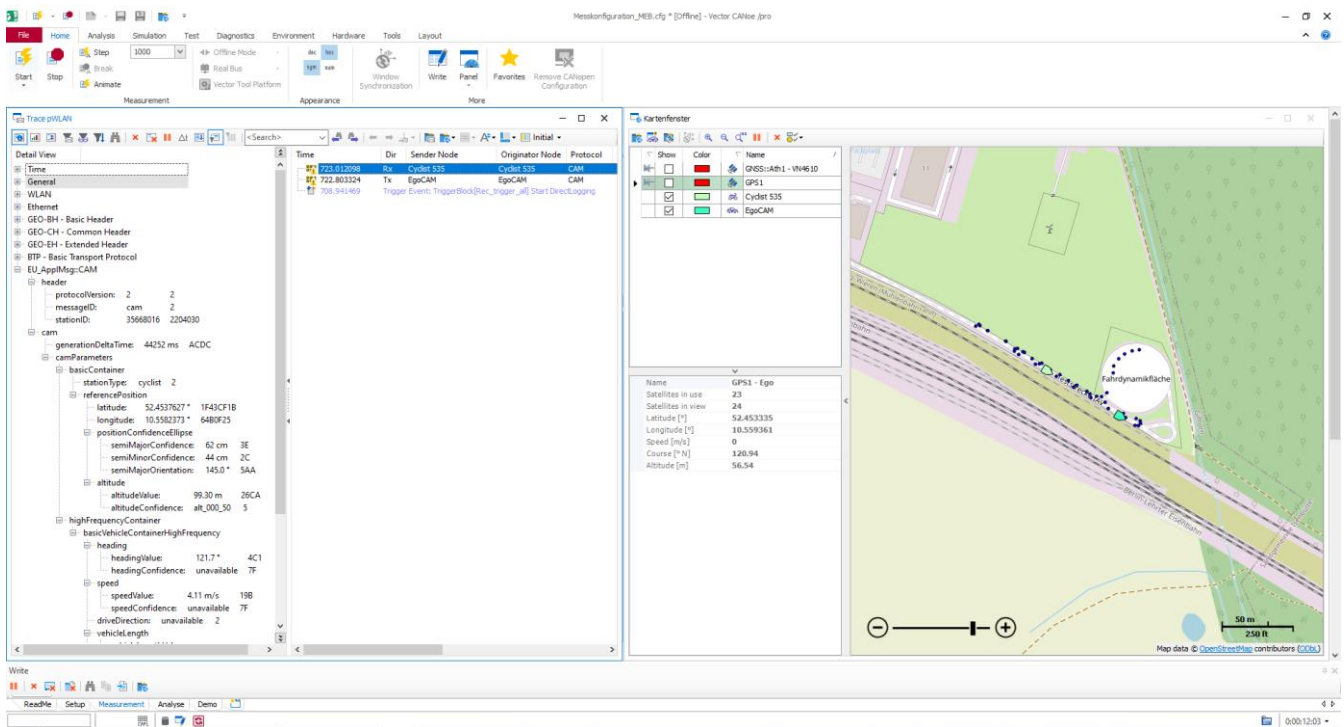 Messkonfiguration_MEB.cfg * [Offline] - Vector CANoe /pro
File Home Analysis Simulation Test Diagnostics Environment Hardware Tools Layout
Start
Stop
Step
Break
Animate
1000
Offline Mode
Real Bus
Vector Tool Platform
Measurement
dec hex
sym num
Appearance
Window Synchronization
Write
Panel
Favorites
Remove CANopen Configuration
More
Trace pWLAN
<Search>
Initial
Detail View
Time
General
WLAN
Ethernet
GEO-BH - Basic Header
GEO-CH - Common Header
GEO-EH - Extended Header
BTP - Basic Transport Protocol
EU_ApplMsg::CAM
header
protocolVersion: 2 2
messageID: cam 2
stationID: 35668016 2204030
cam
generationDeltaTime: 44252 ms ACDC
camParameters
basicContainer
stationType: cyclist 2
referencePosition
latitude: 52.4537627 ° 1F43CF1B
longitude: 10.5582373 ° 64B0F25
positionConfidenceEllipse
semiMajorConfidence: 62 cm 3E
semiMinorConfidence: 44 cm 2C
semiMajorOrientation: 145.0 ° 5AA
altitude
altitudeValue: 99.30 m 26CA
altitudeConfidence: alt_000_50 5
highFrequencyContainer
basicVehicleContainerHighFrequency
heading
headingValue: 121.7 ° 4C1
headingConfidence: unavailable 7F
speed
speedValue: 4.11 m/s 19B
speedConfidence: unavailable 7F
driveDirection: unavailable 2
vehicleLength
Time Dir Sender Node Originator Node Protocol
723.012098 Rx Cyclist 535 Cyclist 535 CAM
722.803324 Tx EgoCAM EgoCAM CAM
708.941469 Trigger Event: TriggerBlock[Rec_trigger_all] Start DirectLogging
Kartenfenster
Show Color Name
GNSS::Ath1 - VN4610
GPS1
Cyclist 535
EgoCAM
Name GPS1 - Ego
Satellites in use 23
Satellites in view 24
Latitude [°] 52.453335
Longitude [°] 10.559361
Speed [m/s] 0
Course [° N] 120.94
Altitude [m] 56.54
11
Fahrdynamikfläche
Berlin-Lehrter Eisenbahn
50 m
250 ft
Map data © OpenStreetMap contributors (ODbL)
Write
ReadMe Setup Measurement Analyse Demo
0:00:12:03